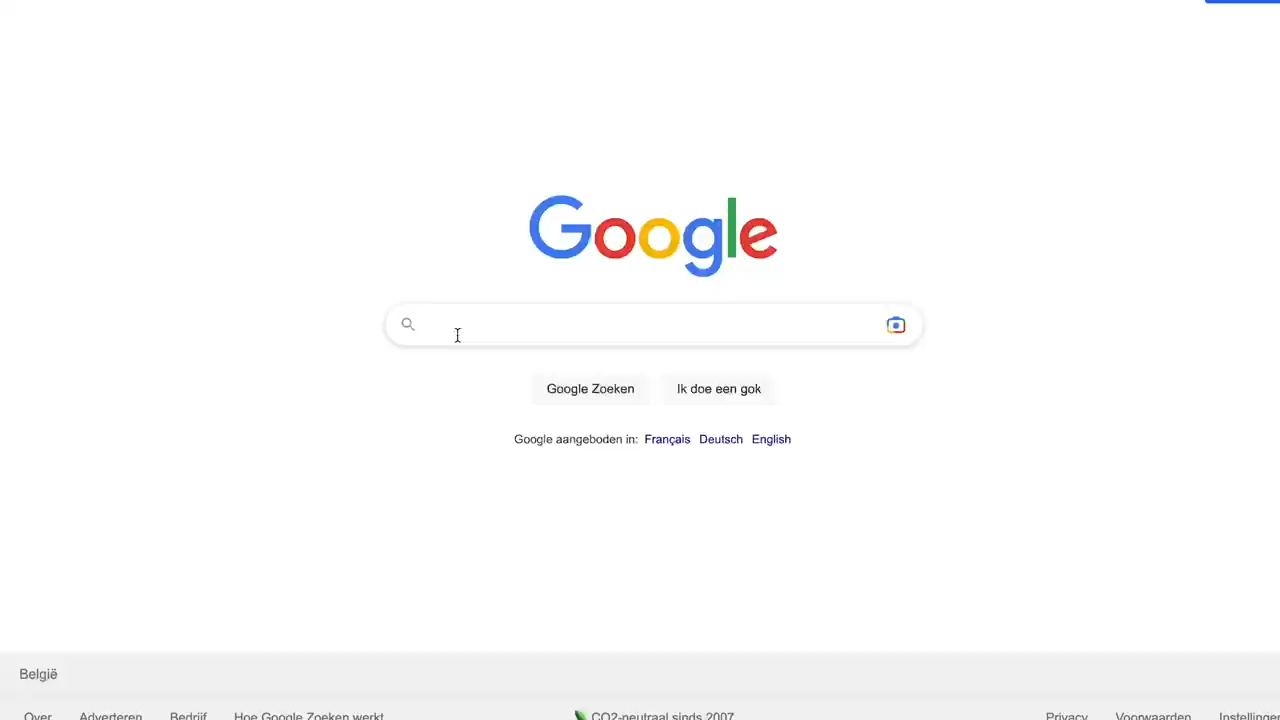 Google
Google Zoeken Ik doe een gok
Google aangeboden in: Français Deutsch English
België
Over Adverteren Bedrijf Hoe Google Zoeken werkt CO2-neutraal sinds 2007 Privacy Voorwaarden